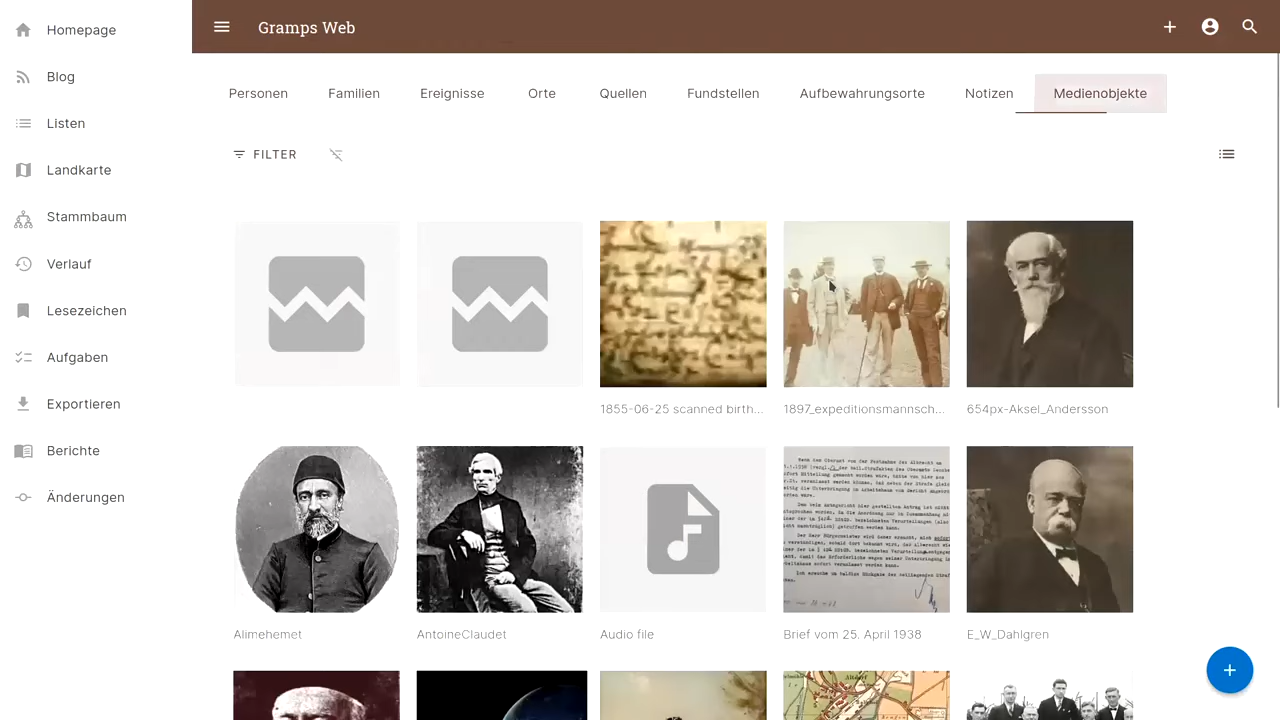 Homepage
Blog
Listen
Landkarte
Stammbaum
Verlauf
Lesezeichen
Aufgaben
Exportieren
Berichte
Änderungen
Gramps Web
Personen Familien Ereignisse Orte Quellen Fundstellen Aufbewahrungsorte Notizen Medienobjekte
FILTER
1855-06-25 scanned birth...
1897_expeditionsmannsch...
654px-Aksel_Andersson
Alimehemet
AntoineClaudet
Audio file
Brief vom 25. April 1938
E_W_Dahlgren
Altdorf